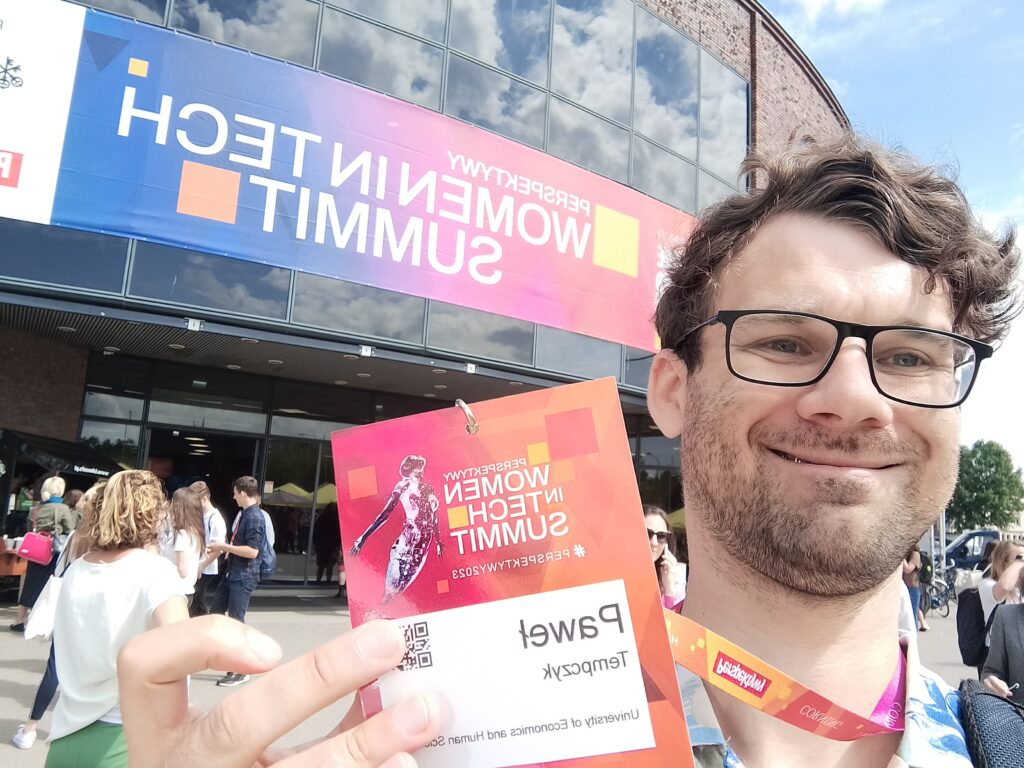 PERSPEKTYWY
WOMEN IN TECH
SUMMIT
PERSPEKTYWY
WOMEN
IN TECH
SUMMIT
#PERSPEKTYWY2023
Paweł
Tempczyk
University of Economics and Human
Perspektywy